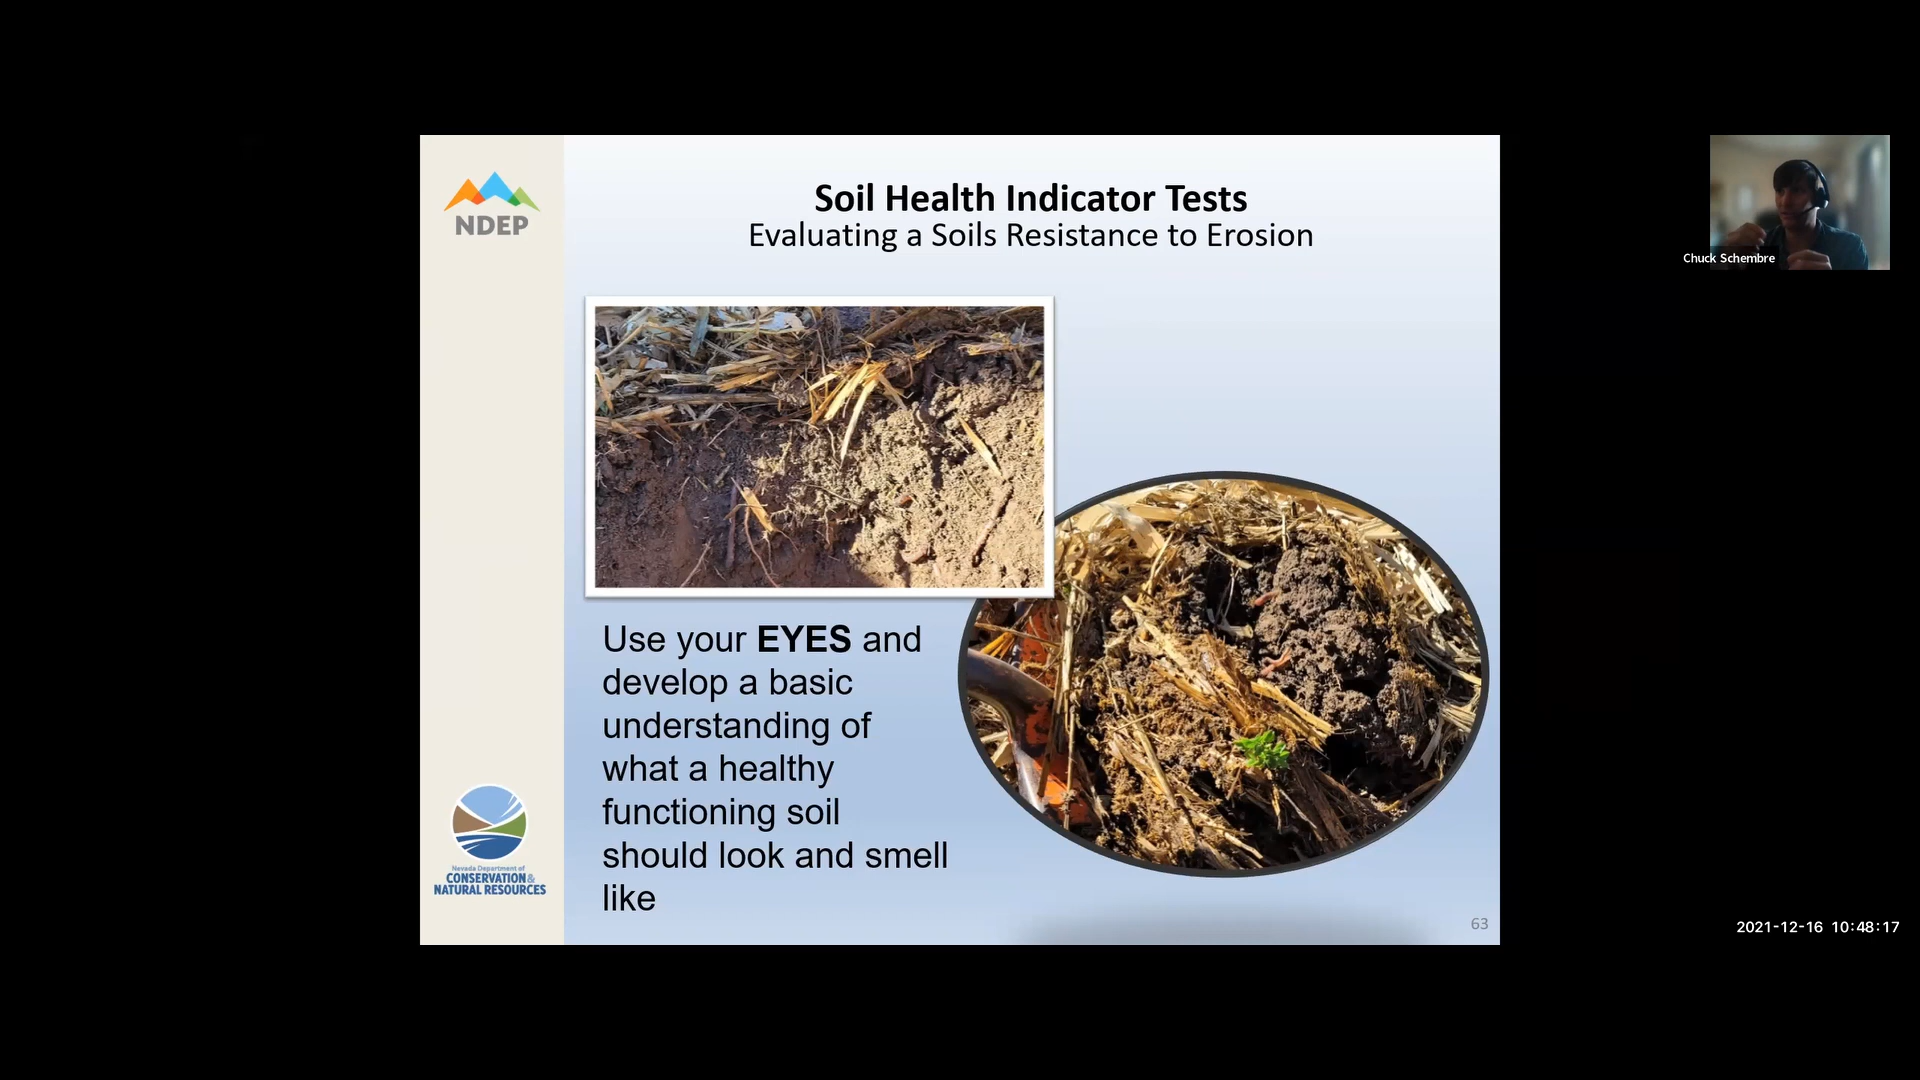 NDEP
Soil Health Indicator Tests
Evaluating a Soils Resistance to Erosion
Chuck Schembre
Use your EYES and
develop a basic
understanding of
what a healthy
functioning soil
should look and smell
like
Nevada Department of
CONSERVATION&
NATURAL RESOURCES
63
2021-12-16 10:48:17